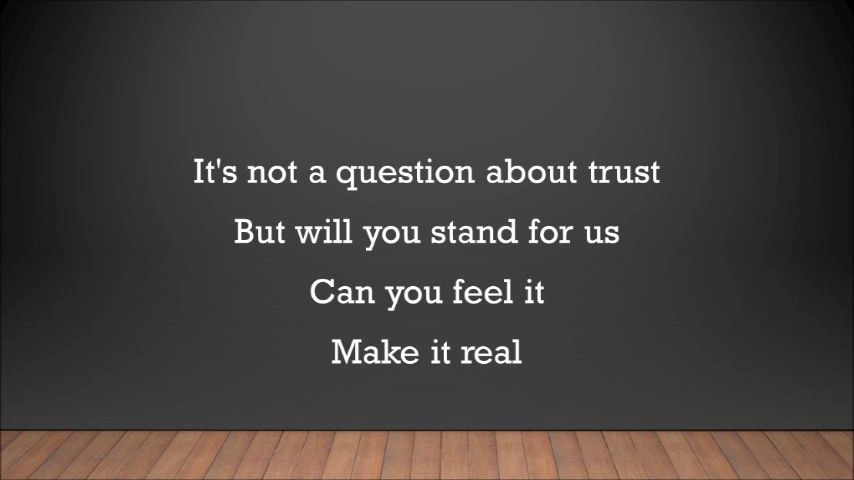 It's not a question about trust
But will you stand for us
Can you feel it
Make it real